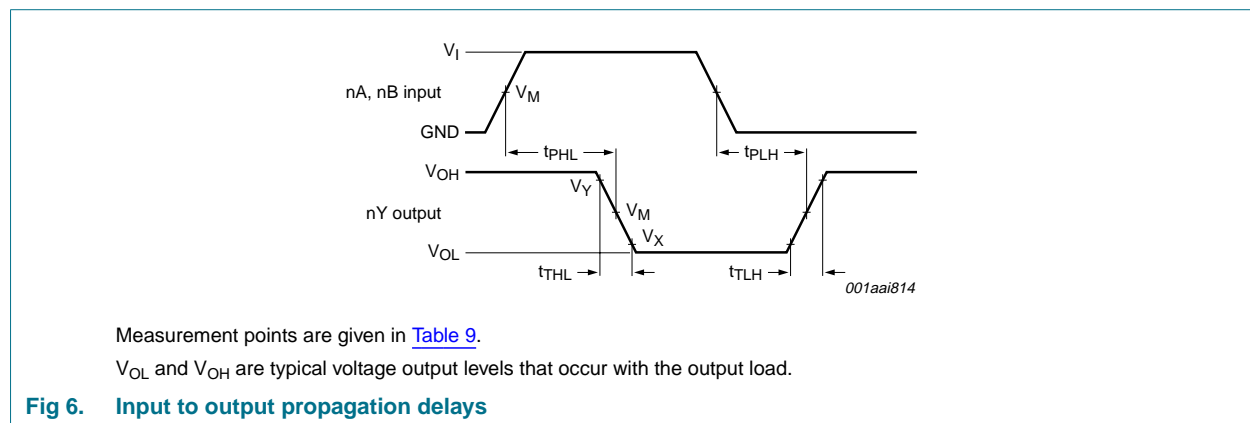 VI
nA, nB input
VM
GND
tPHL
tPLH
VOH
VY
nY output
VM
VX
VOL
tTHL
tTLH
001aai814
Measurement points are given in Table 9.
VOL and VOH are typical voltage output levels that occur with the output load.
Fig 6. Input to output propagation delays